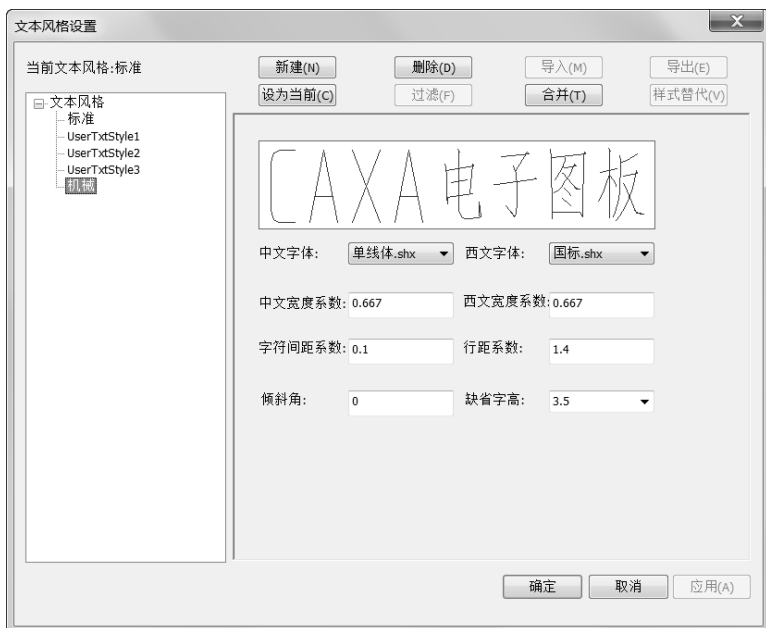 文本风格设置
X
当前文本风格:标准
新建(N) 删除(D) 导入(M) 导出(E)
设为当前(C) 过滤(F) 合并(T) 样式替代(V)
文本风格
标准
UserTxtStyle1
UserTxtStyle2
UserTxtStyle3
机械
CAXA电子图板
中文字体: 单线体.shx 西文字体: 国标.shx
中文宽度系数: 0.667 西文宽度系数: 0.667
字符间距系数: 0.1 行距系数: 1.4
倾斜角: 0 缺省字高: 3.5
确定 取消 应用(A)